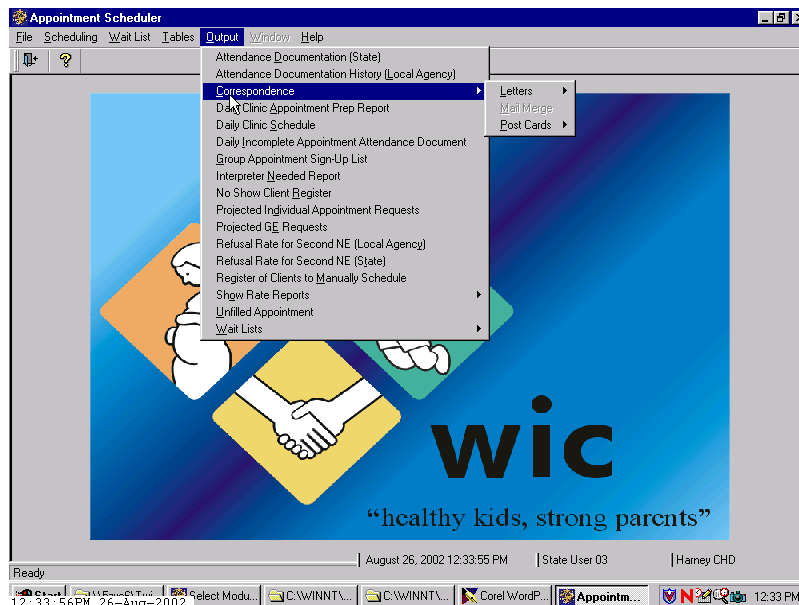 Appointment Scheduler
File Scheduling Wait List Tables Output Window Help
Attendance Documentation (State)
Attendance Documentation History (Local Agency)
Correspondence
Letters
Mail Merge
Post Cards
Daily Clinic Appointment Prep Report
Daily Clinic Schedule
Daily Incomplete Appointment Attendance Document
Group Appointment Sign-Up List
Interpreter Needed Report
No Show Client Register
Projected Individual Appointment Requests
Projected GE Requests
Refusal Rate for Second NE (Local Agency)
Refusal Rate for Second NE (State)
Register of Clients to Manually Schedule
Show Rate Reports
Unfilled Appointment
Wait Lists
wic
“healthy kids, strong parents”
August 26, 2002 12:33:55 PM State User 03 Harney CHD
Ready
Start Select Modu... C:\WINNT\... C:\WINNT\... Corel WordP... Appointm... 12:33 PM
12:33:56PM 26-Aug-2002